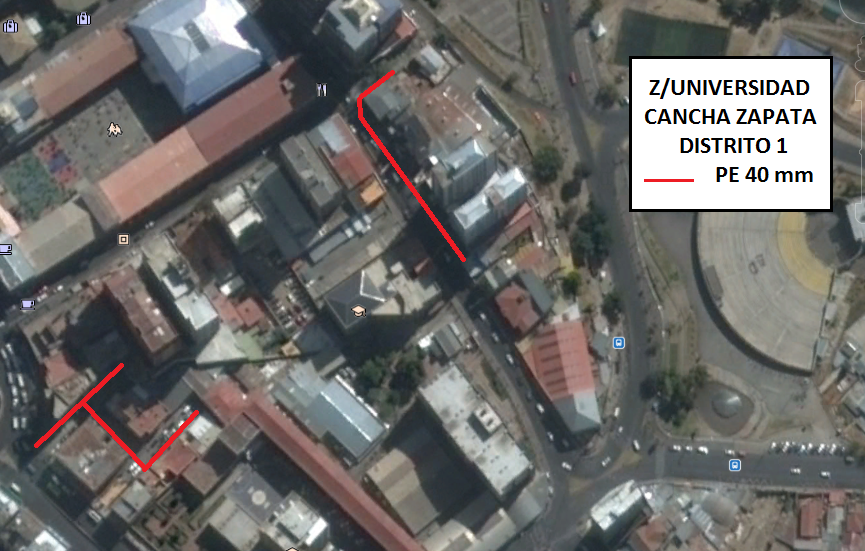 Z/UNIVERSIDAD
CANCHA ZAPATA
DISTRITO 1
PE 40 mm